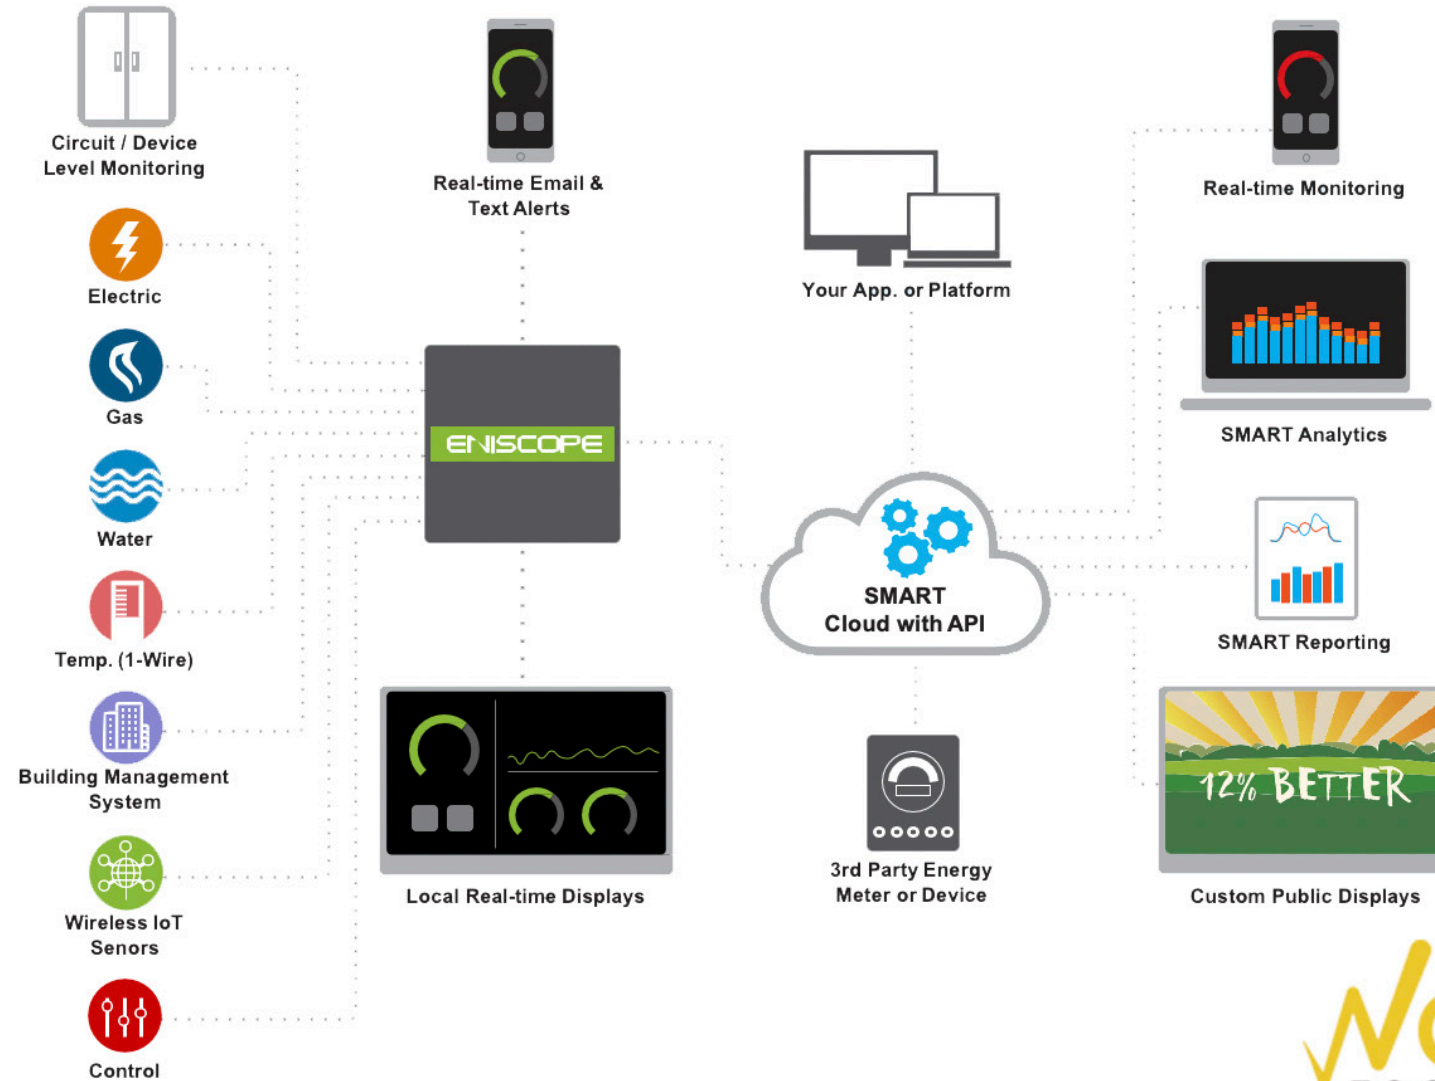 Circuit / Device
Level Monitoring
Electric
Gas
Water
Temp. (1-Wire)
Building Management
System
Wireless IoT
Senors
Control
Real-time Email &
Text Alerts
ENISCOPE
Local Real-time Displays
Your App. or Platform
SMART
Cloud with API
3rd Party Energy
Meter or Device
Real-time Monitoring
SMART Analytics
SMART Reporting
12% BETTER
Custom Public Displays